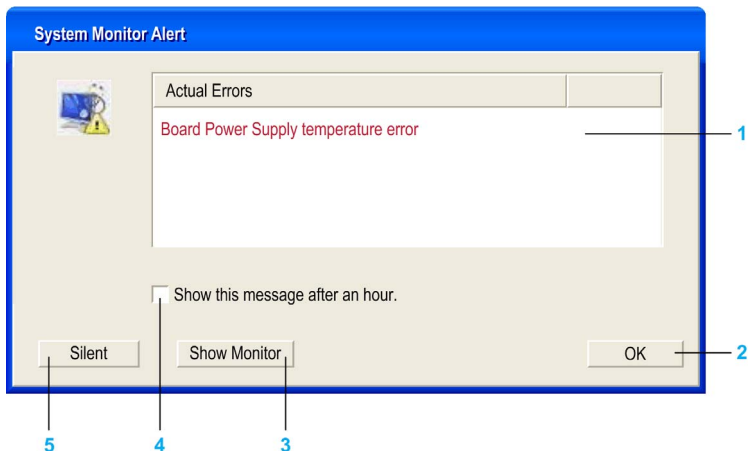 System Monitor Alert
Actual Errors
Board Power Supply temperature error
1
Show this message after an hour.
Silent
Show Monitor
OK
2
5
4
3